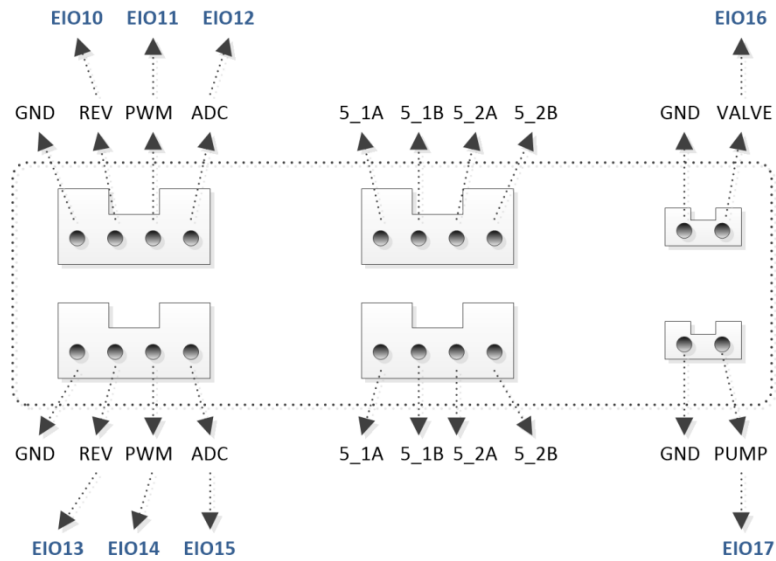 EIO10 EIO11 EIO12 EIO16
GND REV PWM ADC 5_1A 5_1B 5_2A 5_2B GND VALVE
GND REV PWM ADC 5_1A 5_1B 5_2A 5_2B GND PUMP
EIO13 EIO14 EIO15 EIO17